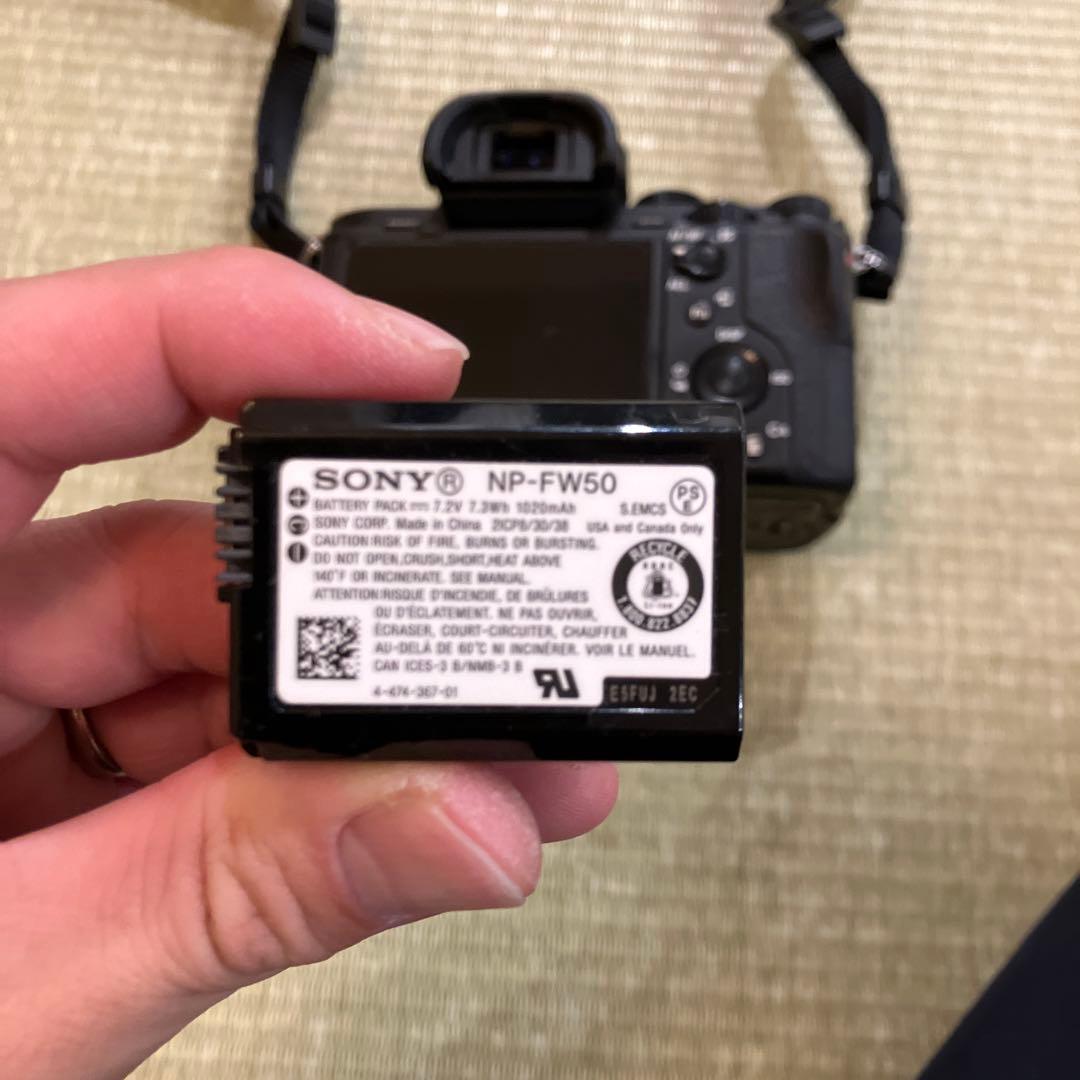 SONY® NP-FW50
BATTERY PACK ⎓ 7.2V 7.3Wh 1020mAh S.EMCS
PS
E
SONY CORP. Made in China 2ICP8/30/38 USA and Canada Only
CAUTION:RISK OF FIRE, BURNS OR BURSTING.
DO NOT OPEN,CRUSH,SHORT,HEAT ABOVE
140°F OR INCINERATE. SEE MANUAL.
ATTENTION:RISQUE D'INCENDIE, DE BRÛLURES
OU D'ÉCLATEMENT. NE PAS OUVRIR,
ÉCRASER, COURT-CIRCUITER, CHAUFFER
AU-DELÀ DE 60°C NI INCINÉRER. VOIR LE MANUEL.
CAN ICES-3 B/NMB-3 B
4-474-367-01
RECYCLE
Li-ion
1.800.822.8837
E5FUJ 2EC